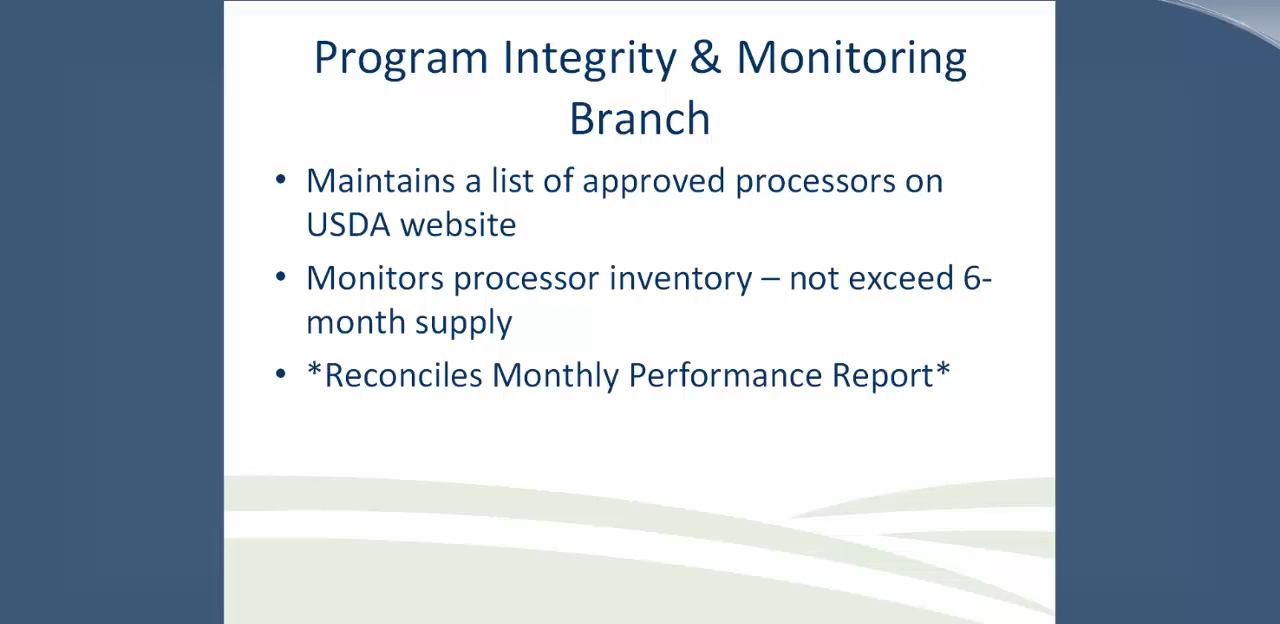 Program Integrity & Monitoring
Branch
• Maintains a list of approved processors on
USDA website
• Monitors processor inventory – not exceed 6-
month supply
• *Reconciles Monthly Performance Report*